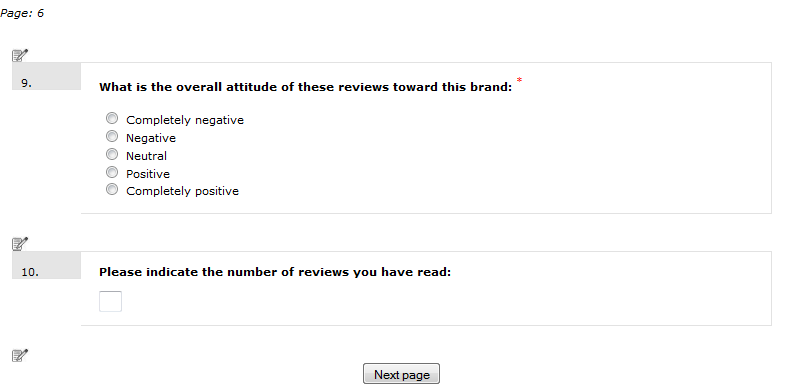 Page: 6
9.
What is the overall attitude of these reviews toward this brand: *
Completely negative
Negative
Neutral
Positive
Completely positive
10.
Please indicate the number of reviews you have read:
Next page